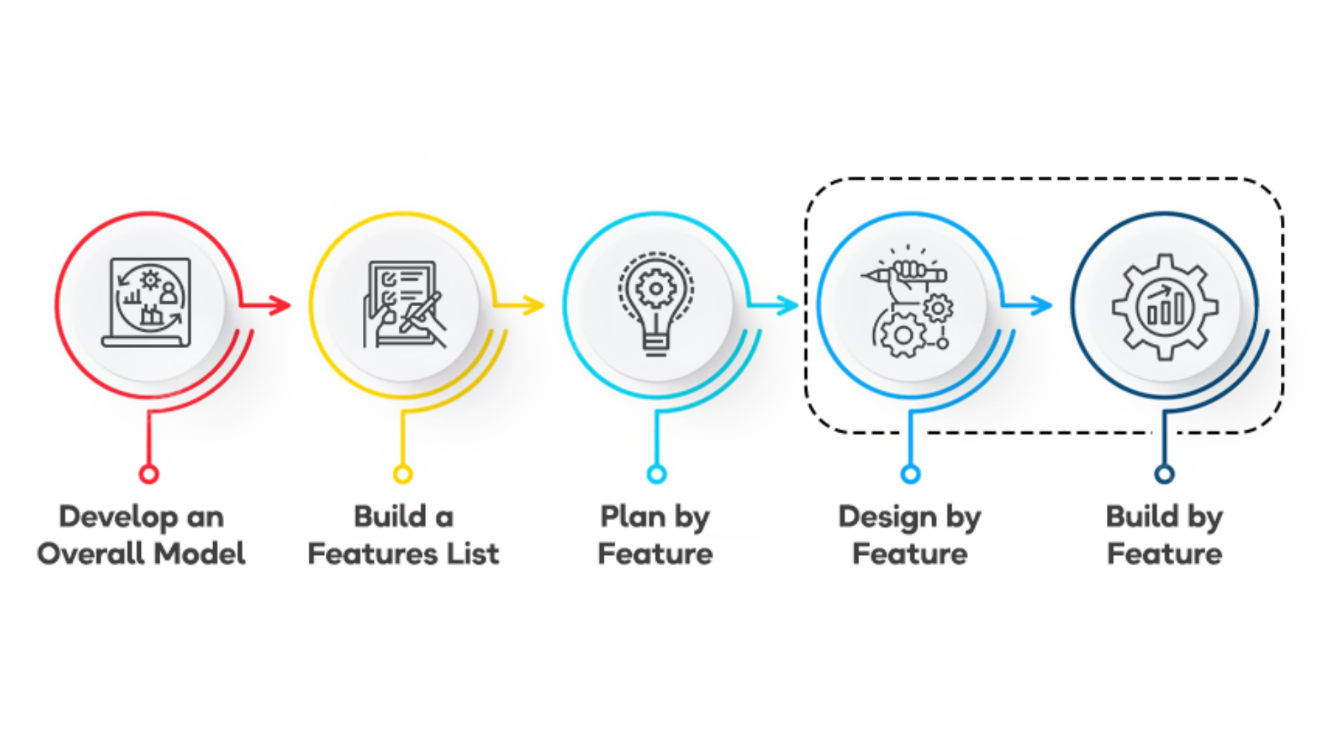 Develop an
Overall Model
Build a
Features List
Plan by
Feature
Design by
Feature
Build by
Feature